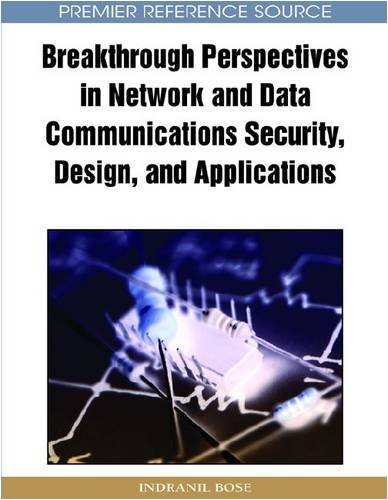 PREMIER REFERENCE SOURCE
Breakthrough Perspectives
in Network and Data
Communications Security,
Design, and Applications
INDRANIL BOSE